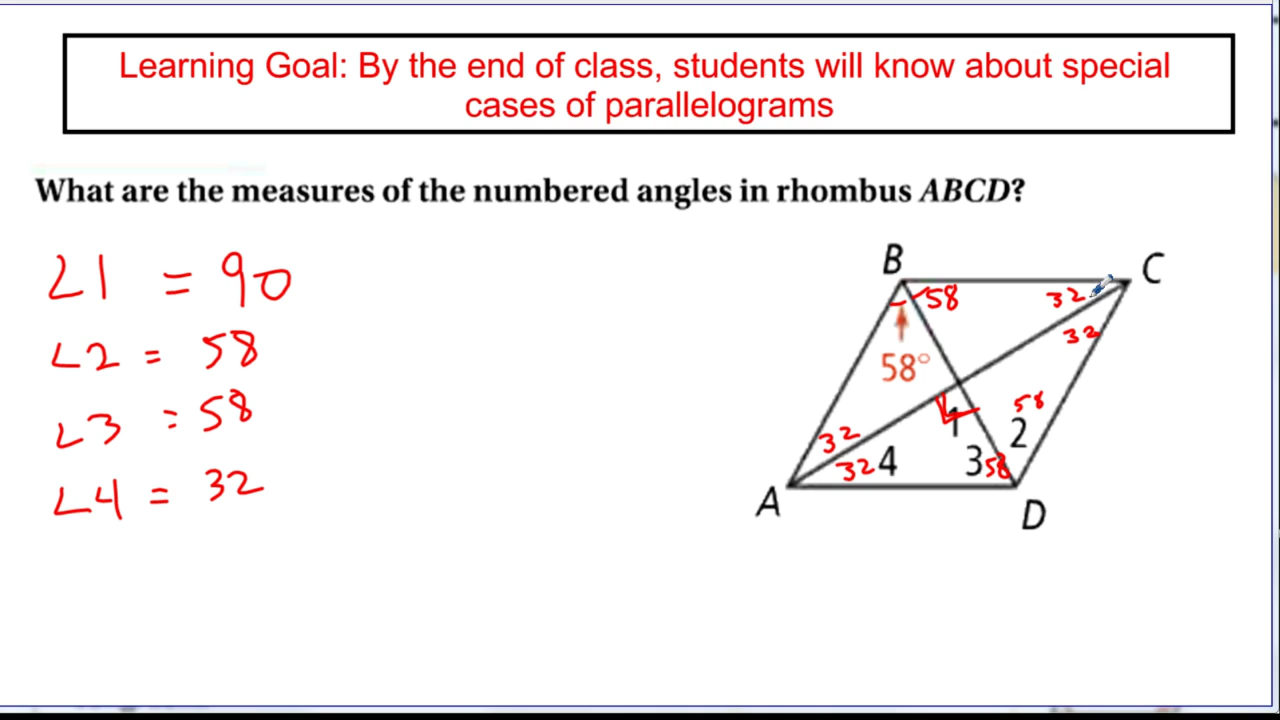 Learning Goal: By the end of class, students will know about special
cases of parallelograms
What are the measures of the numbered angles in rhombus ABCD?
∠1 = 90
∠2 = 58
∠3 = 58
∠4 = 32
B
C
58
32
32
58°
58
1
2
32
32
4
3
58
A
D